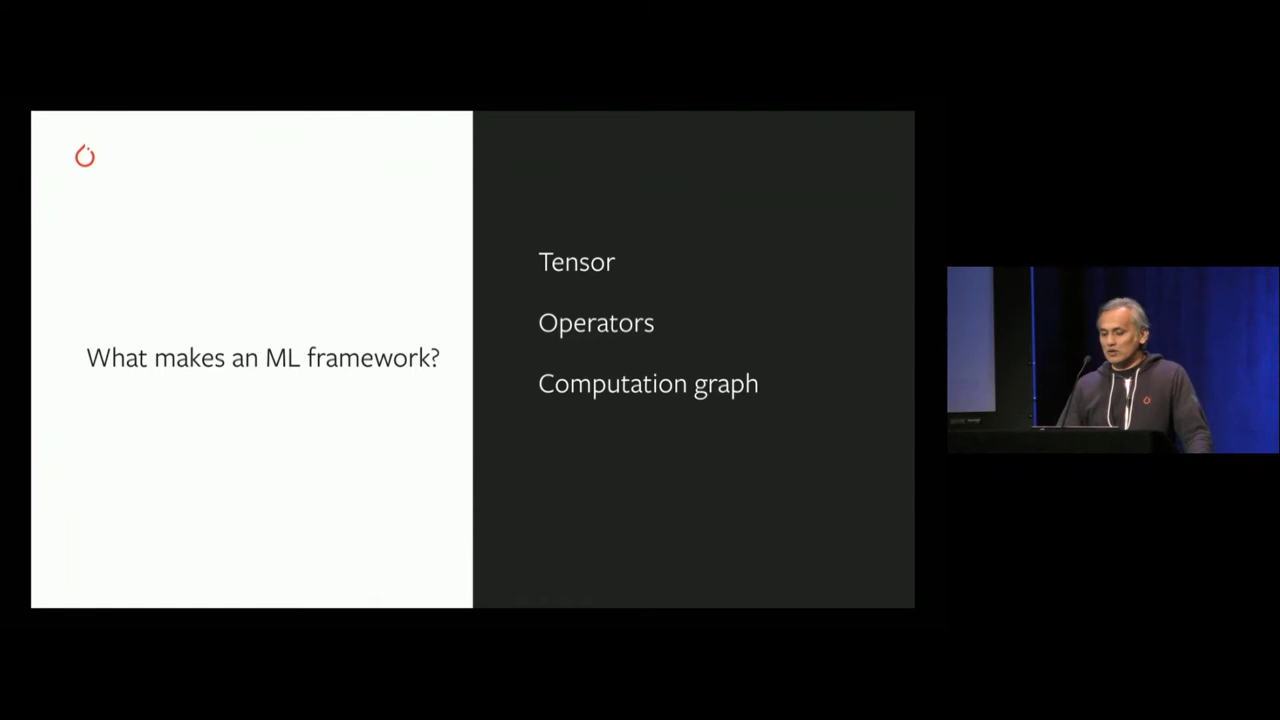 What makes an ML framework?
Tensor
Operators
Computation graph